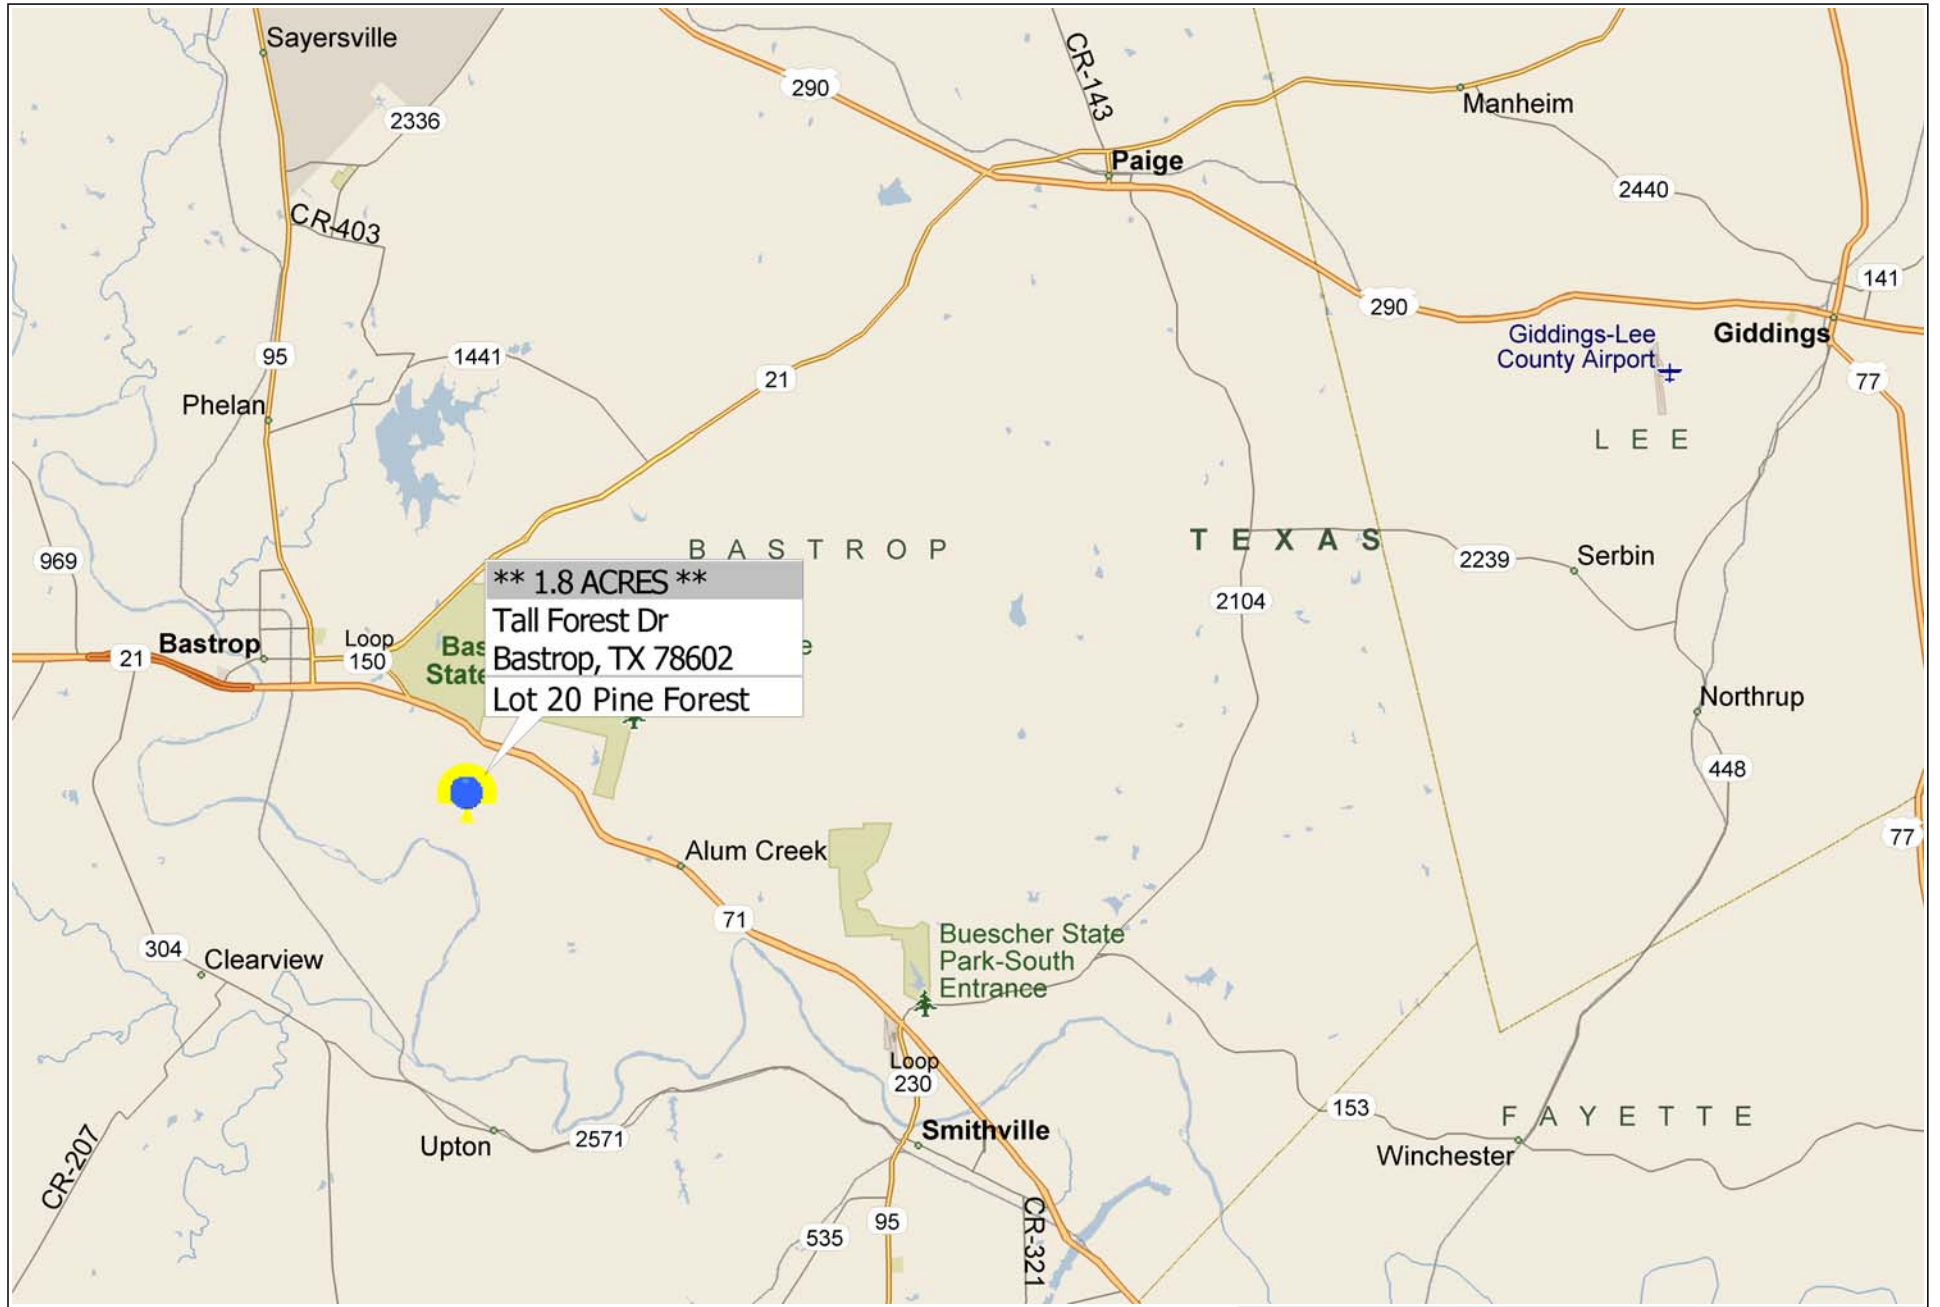 Sayersville
290
CR-143
Manheim
2336
Paige
2440
CR-403
141
290
Giddings-Lee
County Airport
Giddings
95
1441
21
77
Phelan
L E E
B A S T R O P
T E X A S
969
2239
Serbin
** 1.8 ACRES **
Tall Forest Dr
Bastrop, TX 78602
Lot 20 Pine Forest
2104
Bastrop
21
Loop
150
Bas
State
e
Northrup
448
77
Alum Creek
71
304
Clearview
Buescher State
Park-South
Entrance
Loop
230
153
F A Y E T T E
Smithville
Upton
2571
Winchester
CR-207
95
535
CR-321